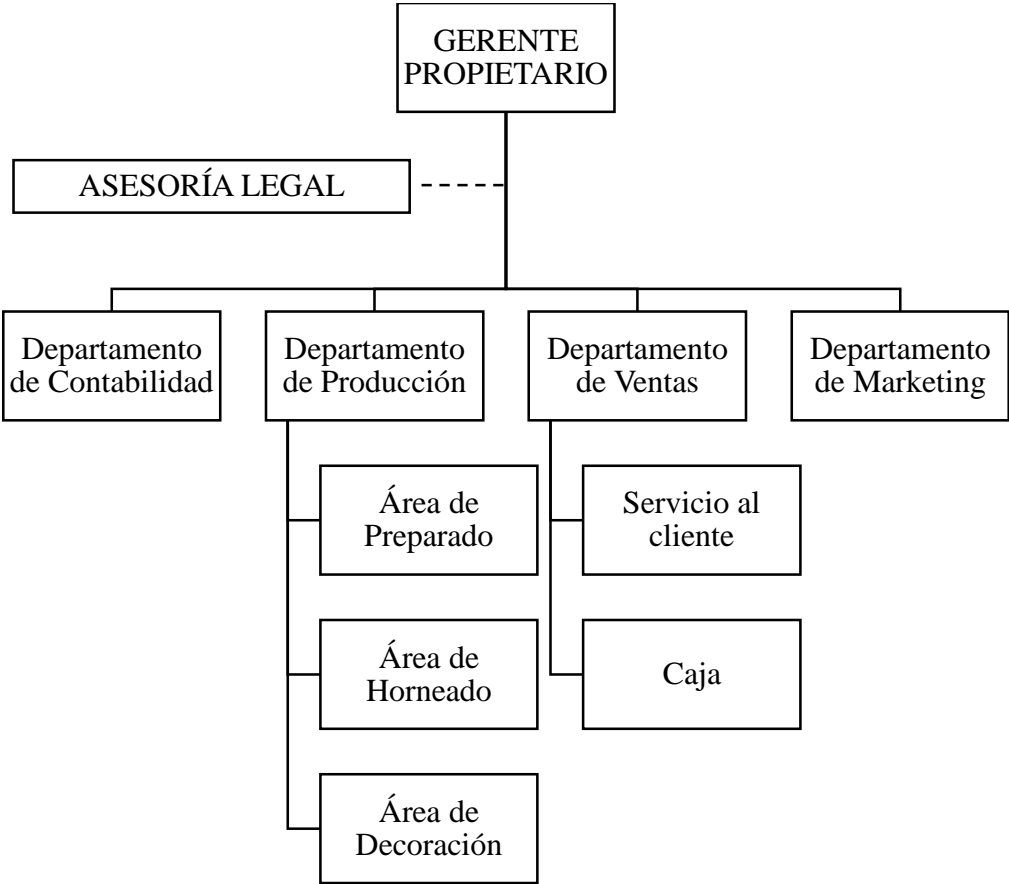 GERENTE
PROPIETARIO
ASESORÍA LEGAL
Departamento
de Contabilidad
Departamento
de Producción
Departamento
de Ventas
Departamento
de Marketing
Área de
Preparado
Servicio al
cliente
Área de
Horneado
Caja
Área de
Decoración